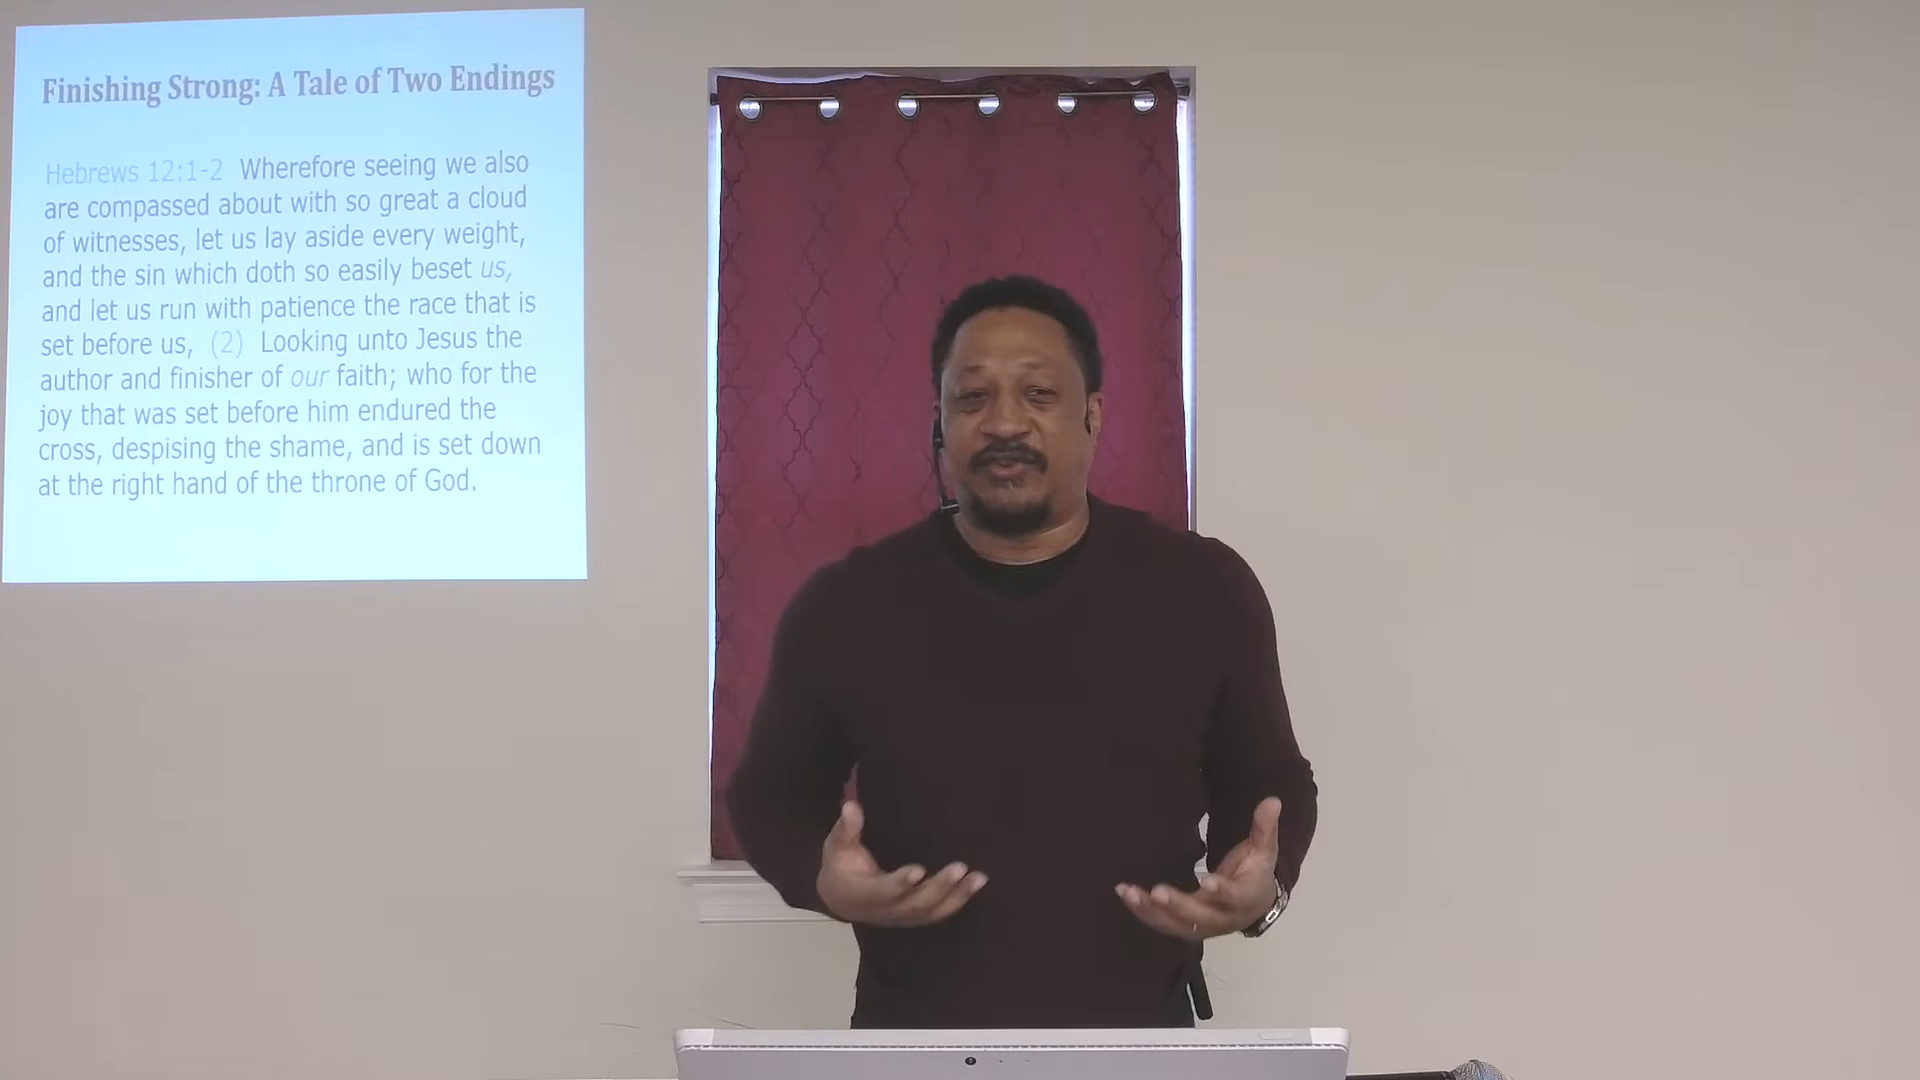 Finishing Strong: A Tale of Two Endings
Hebrews 12:1-2 Wherefore seeing we also
are compassed about with so great a cloud
of witnesses, let us lay aside every weight,
and the sin which doth so easily beset us,
and let us run with patience the race that is
set before us, (2) Looking unto Jesus the
author and finisher of our faith; who for the
joy that was set before him endured the
cross, despising the shame, and is set down
at the right hand of the throne of God.